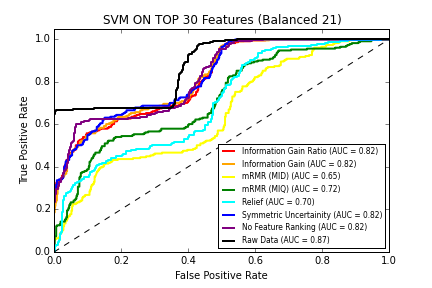 SVM ON TOP 30 Features (Balanced 21)
True Positive Rate
1.0
0.8
0.6
0.4
0.2
0.0
Information Gain Ratio (AUC = 0.82)
Information Gain (AUC = 0.82)
mRMR (MID) (AUC = 0.65)
mRMR (MIQ) (AUC = 0.72)
Relief (AUC = 0.70)
Symmetric Uncertainity (AUC = 0.82)
No Feature Ranking (AUC = 0.82)
Raw Data (AUC = 0.87)
0.0 0.2 0.4 0.6 0.8 1.0
False Positive Rate